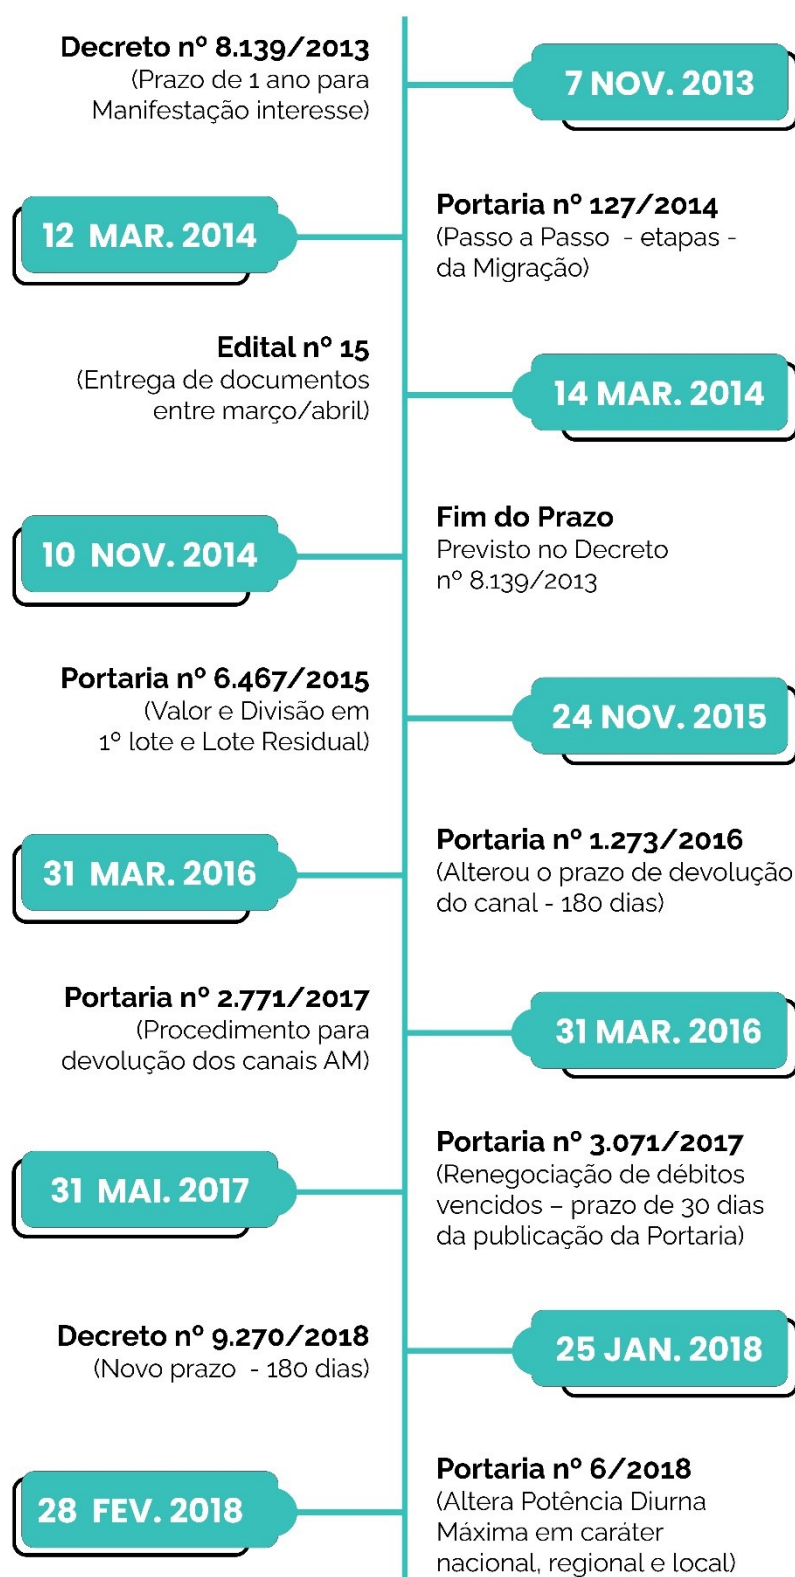 Decreto nº 8.139/2013
(Prazo de 1 ano para
Manifestação interesse)
7 NOV. 2013
12 MAR. 2014
Portaria nº 127/2014
(Passo a Passo - etapas -
da Migração)
Edital nº 15
(Entrega de documentos
entre março/abril)
14 MAR. 2014
10 NOV. 2014
Fim do Prazo
Previsto no Decreto
nº 8.139/2013
Portaria nº 6.467/2015
(Valor e Divisão em
1º lote e Lote Residual)
24 NOV. 2015
31 MAR. 2016
Portaria nº 1.273/2016
(Alterou o prazo de devolução
do canal - 180 dias)
Portaria nº 2.771/2017
(Procedimento para
devolução dos canais AM)
31 MAR. 2016
31 MAI. 2017
Portaria nº 3.071/2017
(Renegociação de débitos
vencidos – prazo de 30 dias
da publicação da Portaria)
Decreto nº 9.270/2018
(Novo prazo - 180 dias)
25 JAN. 2018
28 FEV. 2018
Portaria nº 6/2018
(Altera Potência Diurna
Máxima em caráter
nacional, regional e local)